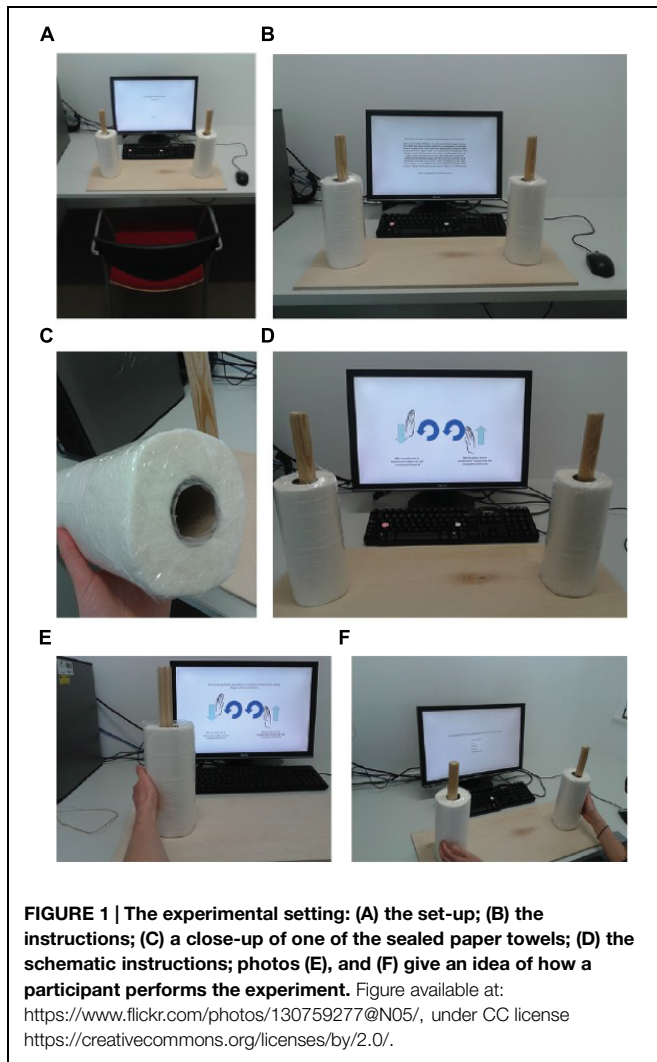 A
B
C
D
E
F
FIGURE 1 | The experimental setting: (A) the set-up; (B) the
instructions; (C) a close-up of one of the sealed paper towels; (D) the
schematic instructions; photos (E), and (F) give an idea of how a
participant performs the experiment. Figure available at:
https://www.flickr.com/photos/130759277@N05/, under CC license
https://creativecommons.org/licenses/by/2.0/.